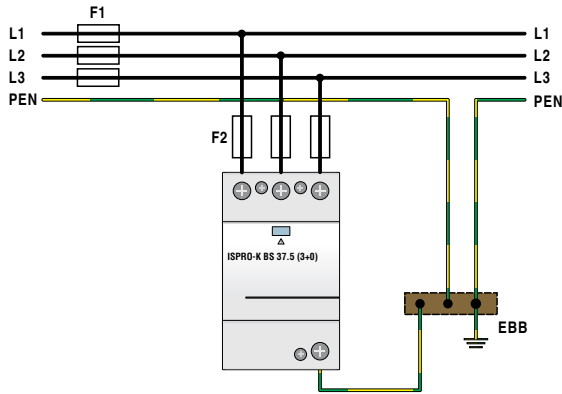 F1
L1 L1
L2 L2
L3 L3
PEN PEN
F2
ISPRO-K BS 37.5 (3+0)
EBB